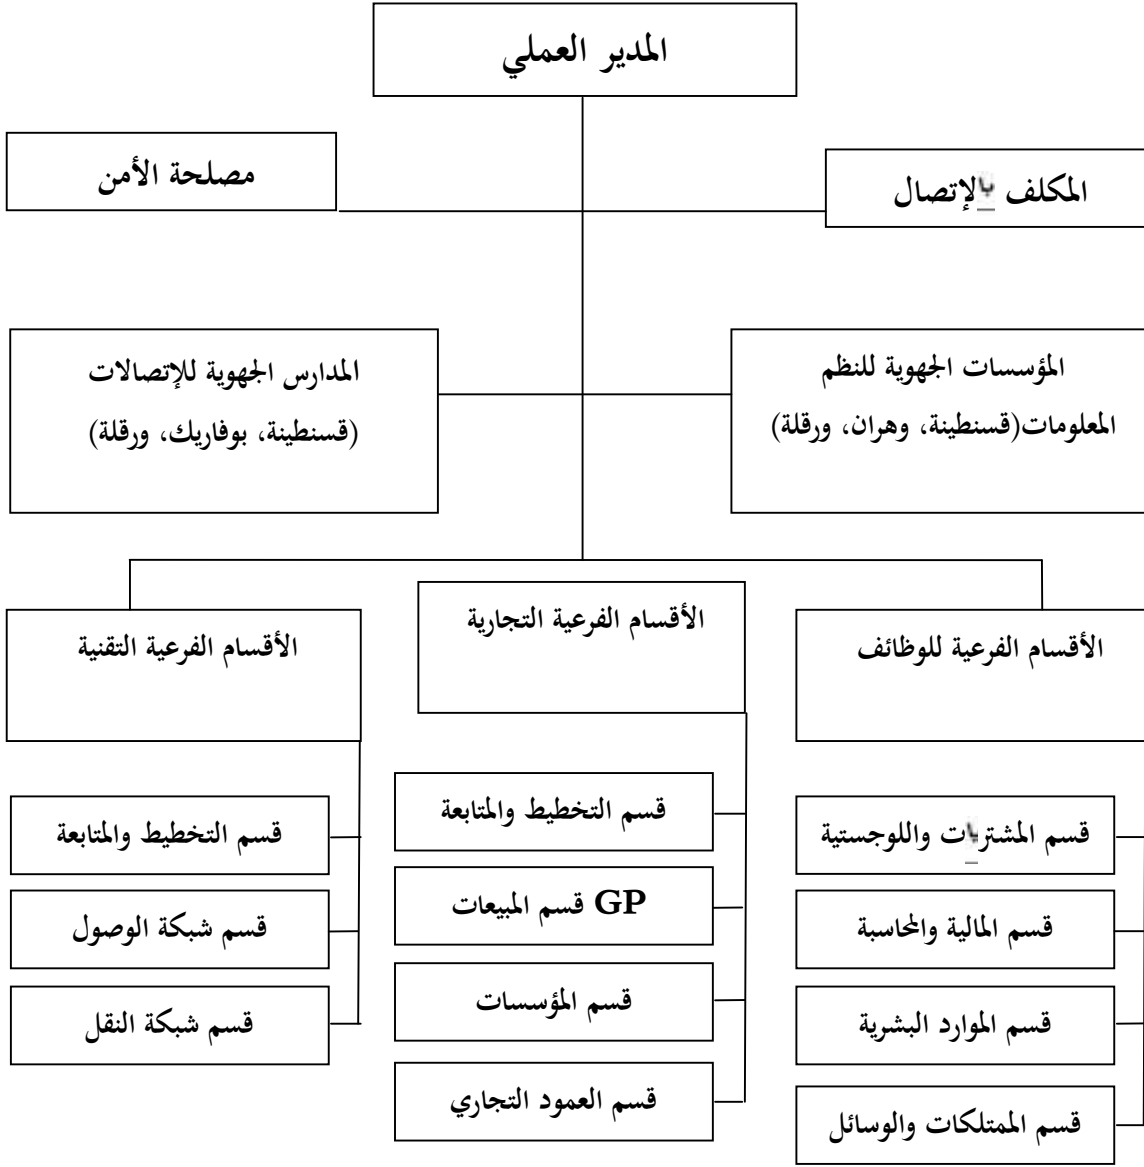 المدير العملي
المكلف بالإتصال
مصلحة الأمن
المؤسسات الجهوية للنظم
المعلومات(قسنطينة، وهران، ورقلة)
المدارس الجهوية للإتصالات
(قسنطينة، بوفاريك، ورقلة)
الأقسام الفرعية للوظائف
الأقسام الفرعية التجارية
الأقسام الفرعية التقنية
قسم المشتريات واللوجستية
قسم المالية والمحاسبة
قسم الموارد البشرية
قسم الممتلكات والوسائل
قسم التخطيط والمتابعة
GP قسم المبيعات
قسم المؤسسات
قسم العمود التجاري
قسم التخطيط والمتابعة
قسم شبكة الوصول
قسم شبكة النقل